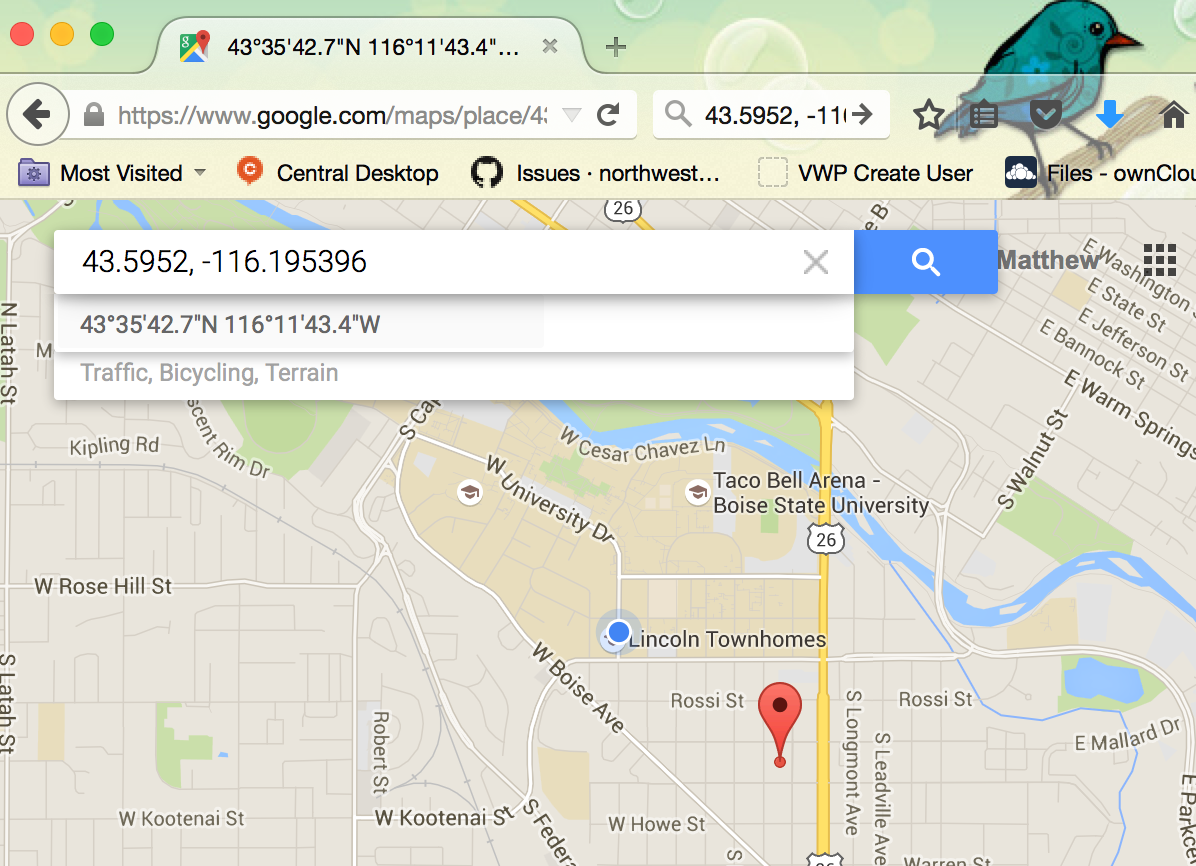 43°35'42.7"N 116°11'43.4"...
https://www.google.com/maps/place/43
43.5952, -116
Most Visited
Central Desktop
Issues · northwest...
VWP Create User
Files - ownClou
26
43.5952, -116.195396
Matthew
43°35'42.7"N 116°11'43.4"W
Traffic, Bicycling, Terrain
N Latah St
E Washington
E State St
E Jefferson St
E Bannock St
E Warm Springs
S Walnut St
Kipling Rd
scent Rim Dr
S Cap
W Cesar Chavez Ln
W University Dr
Taco Bell Arena -
Boise State University
26
W Rose Hill St
Lincoln Townhomes
W Boise Ave
S Latah St
Rossi St
Rossi St
S Longmont Ave
S Leadville Ave
E Mallard Dr
Robert St
W Kootenai St
W Kootenai St
S Federa
W Howe St
E Parkce
Warren St